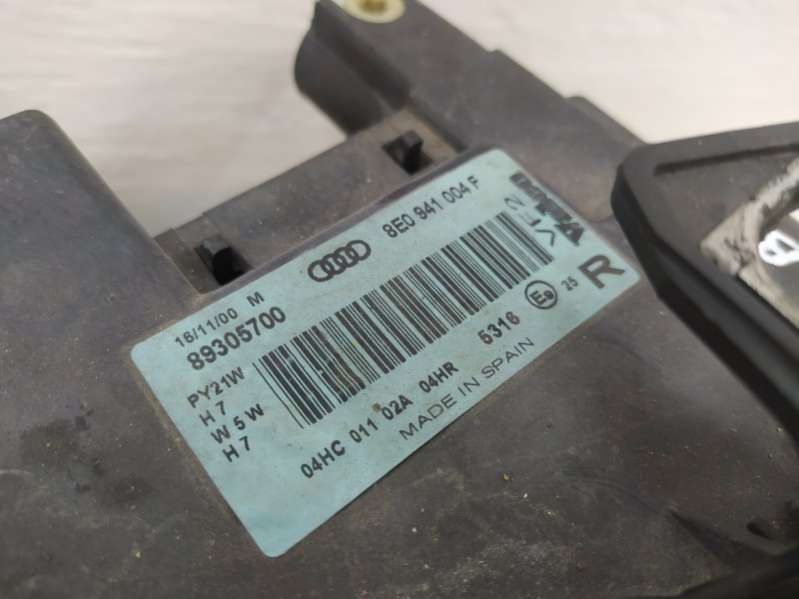 16/11/00 M
8E0 941 004 F
89305700
PY21W
H7
W5W
H7
04HC 011 02A 04HR 5316
E9
25
R
MADE IN SPAIN